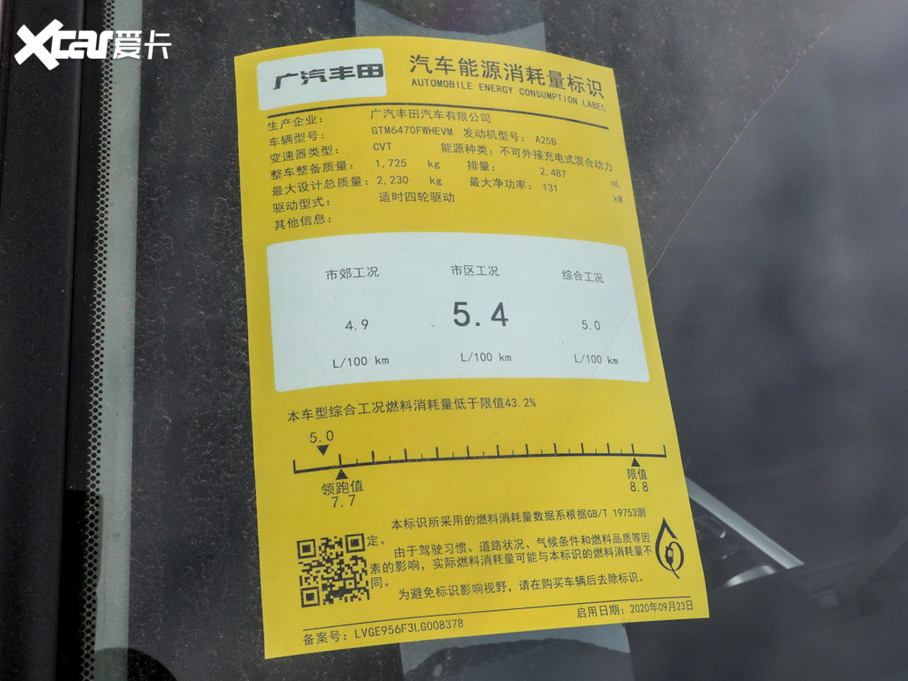 Xcar爱卡
广汽丰田
汽车能源消耗量标识
AUTOMOBILE ENERGY CONSUMPTION LABEL
生产企业： 广汽丰田汽车有限公司
车辆型号： GTM6470FWHEVM 发动机型号： A25B
变速器类型： CVT 能源种类：不可外接充电式混合动力
整车整备质量： 1,725 kg 排量： 2,487 mL
最大设计总质量：2,230 kg 最大净功率：131 kW
驱动型式： 适时四轮驱动
其他信息：
市郊工况 市区工况 综合工况
4.9 5.4 5.0
L/100 km L/100 km L/100 km
本车型综合工况燃料消耗量低于限值43.2%
5.0
领跑值 限值
7.7 8.8
本标识所采用的燃料消耗量数据系根据GB/T 19753测
定。
由于驾驶习惯、道路状况、气候条件和燃料品质等因
素的影响，实际燃料消耗量可能与本标识的燃料消耗量不
同。
为避免标识影响视野，请在购买车辆后去除标识。
备案号：LVGE956F3LG008378 启用日期：2020年09月23日